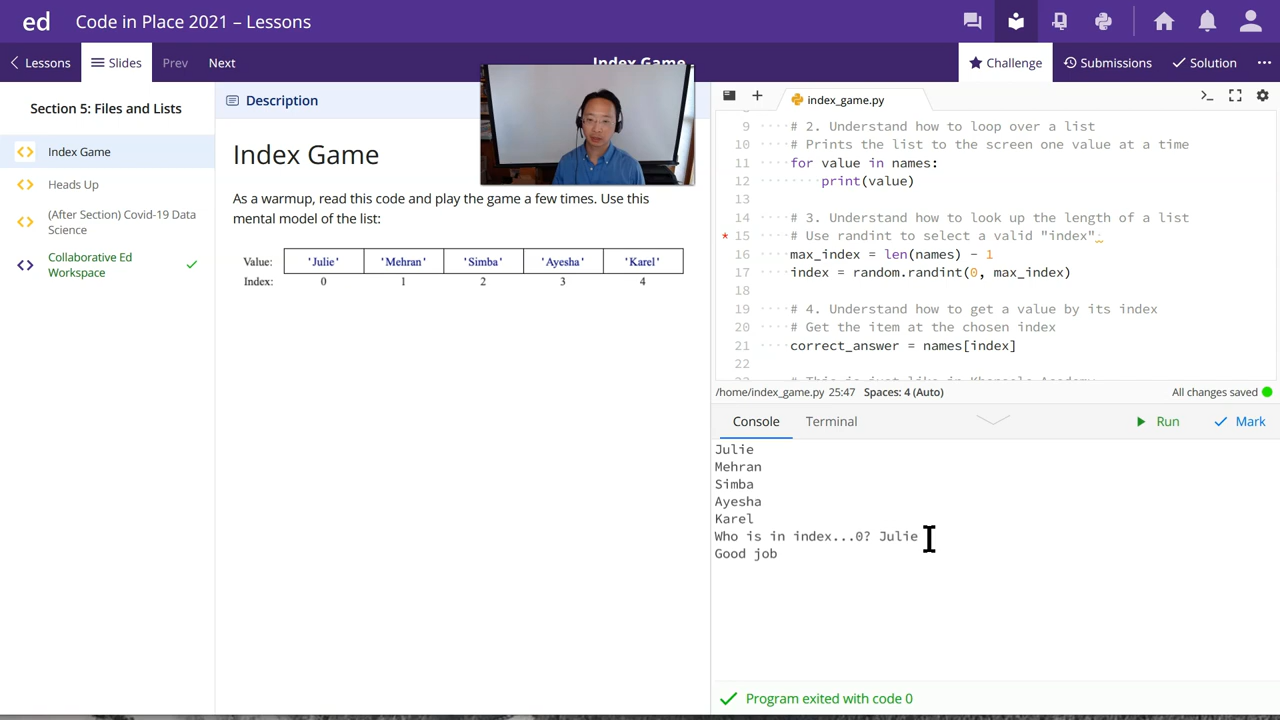 ed Code in Place 2021 – Lessons
Lessons Slides Prev Next Index Game Challenge Submissions Solution
Section 5: Files and Lists
Index Game
Heads Up
(After Section) Covid-19 Data
Science
Collaborative Ed
Workspace
Description
Index Game
As a warmup, read this code and play the game a few times. Use this
mental model of the list:
Value: 'Julie' 'Mehran' 'Simba' 'Ayesha' 'Karel'
Index: 0 1 2 3 4
index_game.py
9 # 2. Understand how to loop over a list
10 # Prints the list to the screen one value at a time
11 for value in names:
12 print(value)
13
14 # 3. Understand how to look up the length of a list
* 15 # Use randint to select a valid "index"
16 max_index = len(names) - 1
17 index = random.randint(0, max_index)
18
19 # 4. Understand how to get a value by its index
20 # Get the item at the chosen index
21 correct_answer = names[index]
22
/home/index_game.py 25:47 Spaces: 4 (Auto) All changes saved
Console Terminal Run Mark
Julie
Mehran
Simba
Ayesha
Karel
Who is in index...0? Julie
Good job
Program exited with code 0